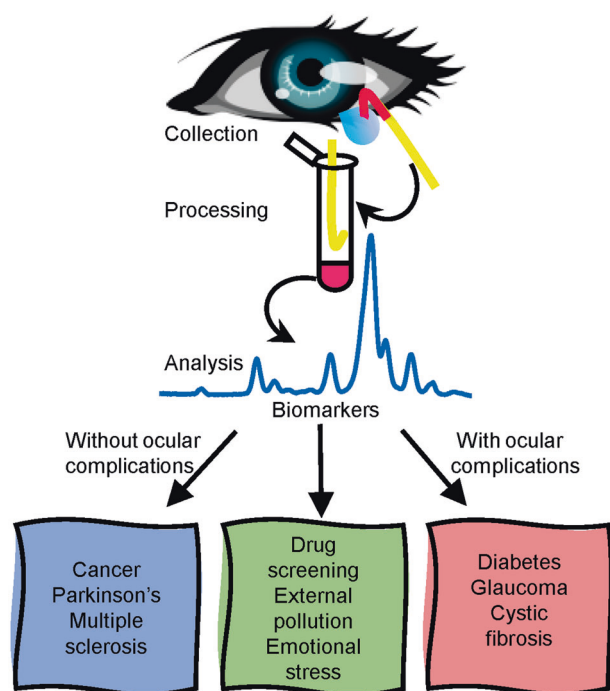 Collection
Processing
Analysis
Biomarkers
Without ocular
complications
With ocular
complications
Cancer
Parkinson’s
Multiple
sclerosis
Drug
screening
External
pollution
Emotional
stress
Diabetes
Glaucoma
Cystic
fibrosis